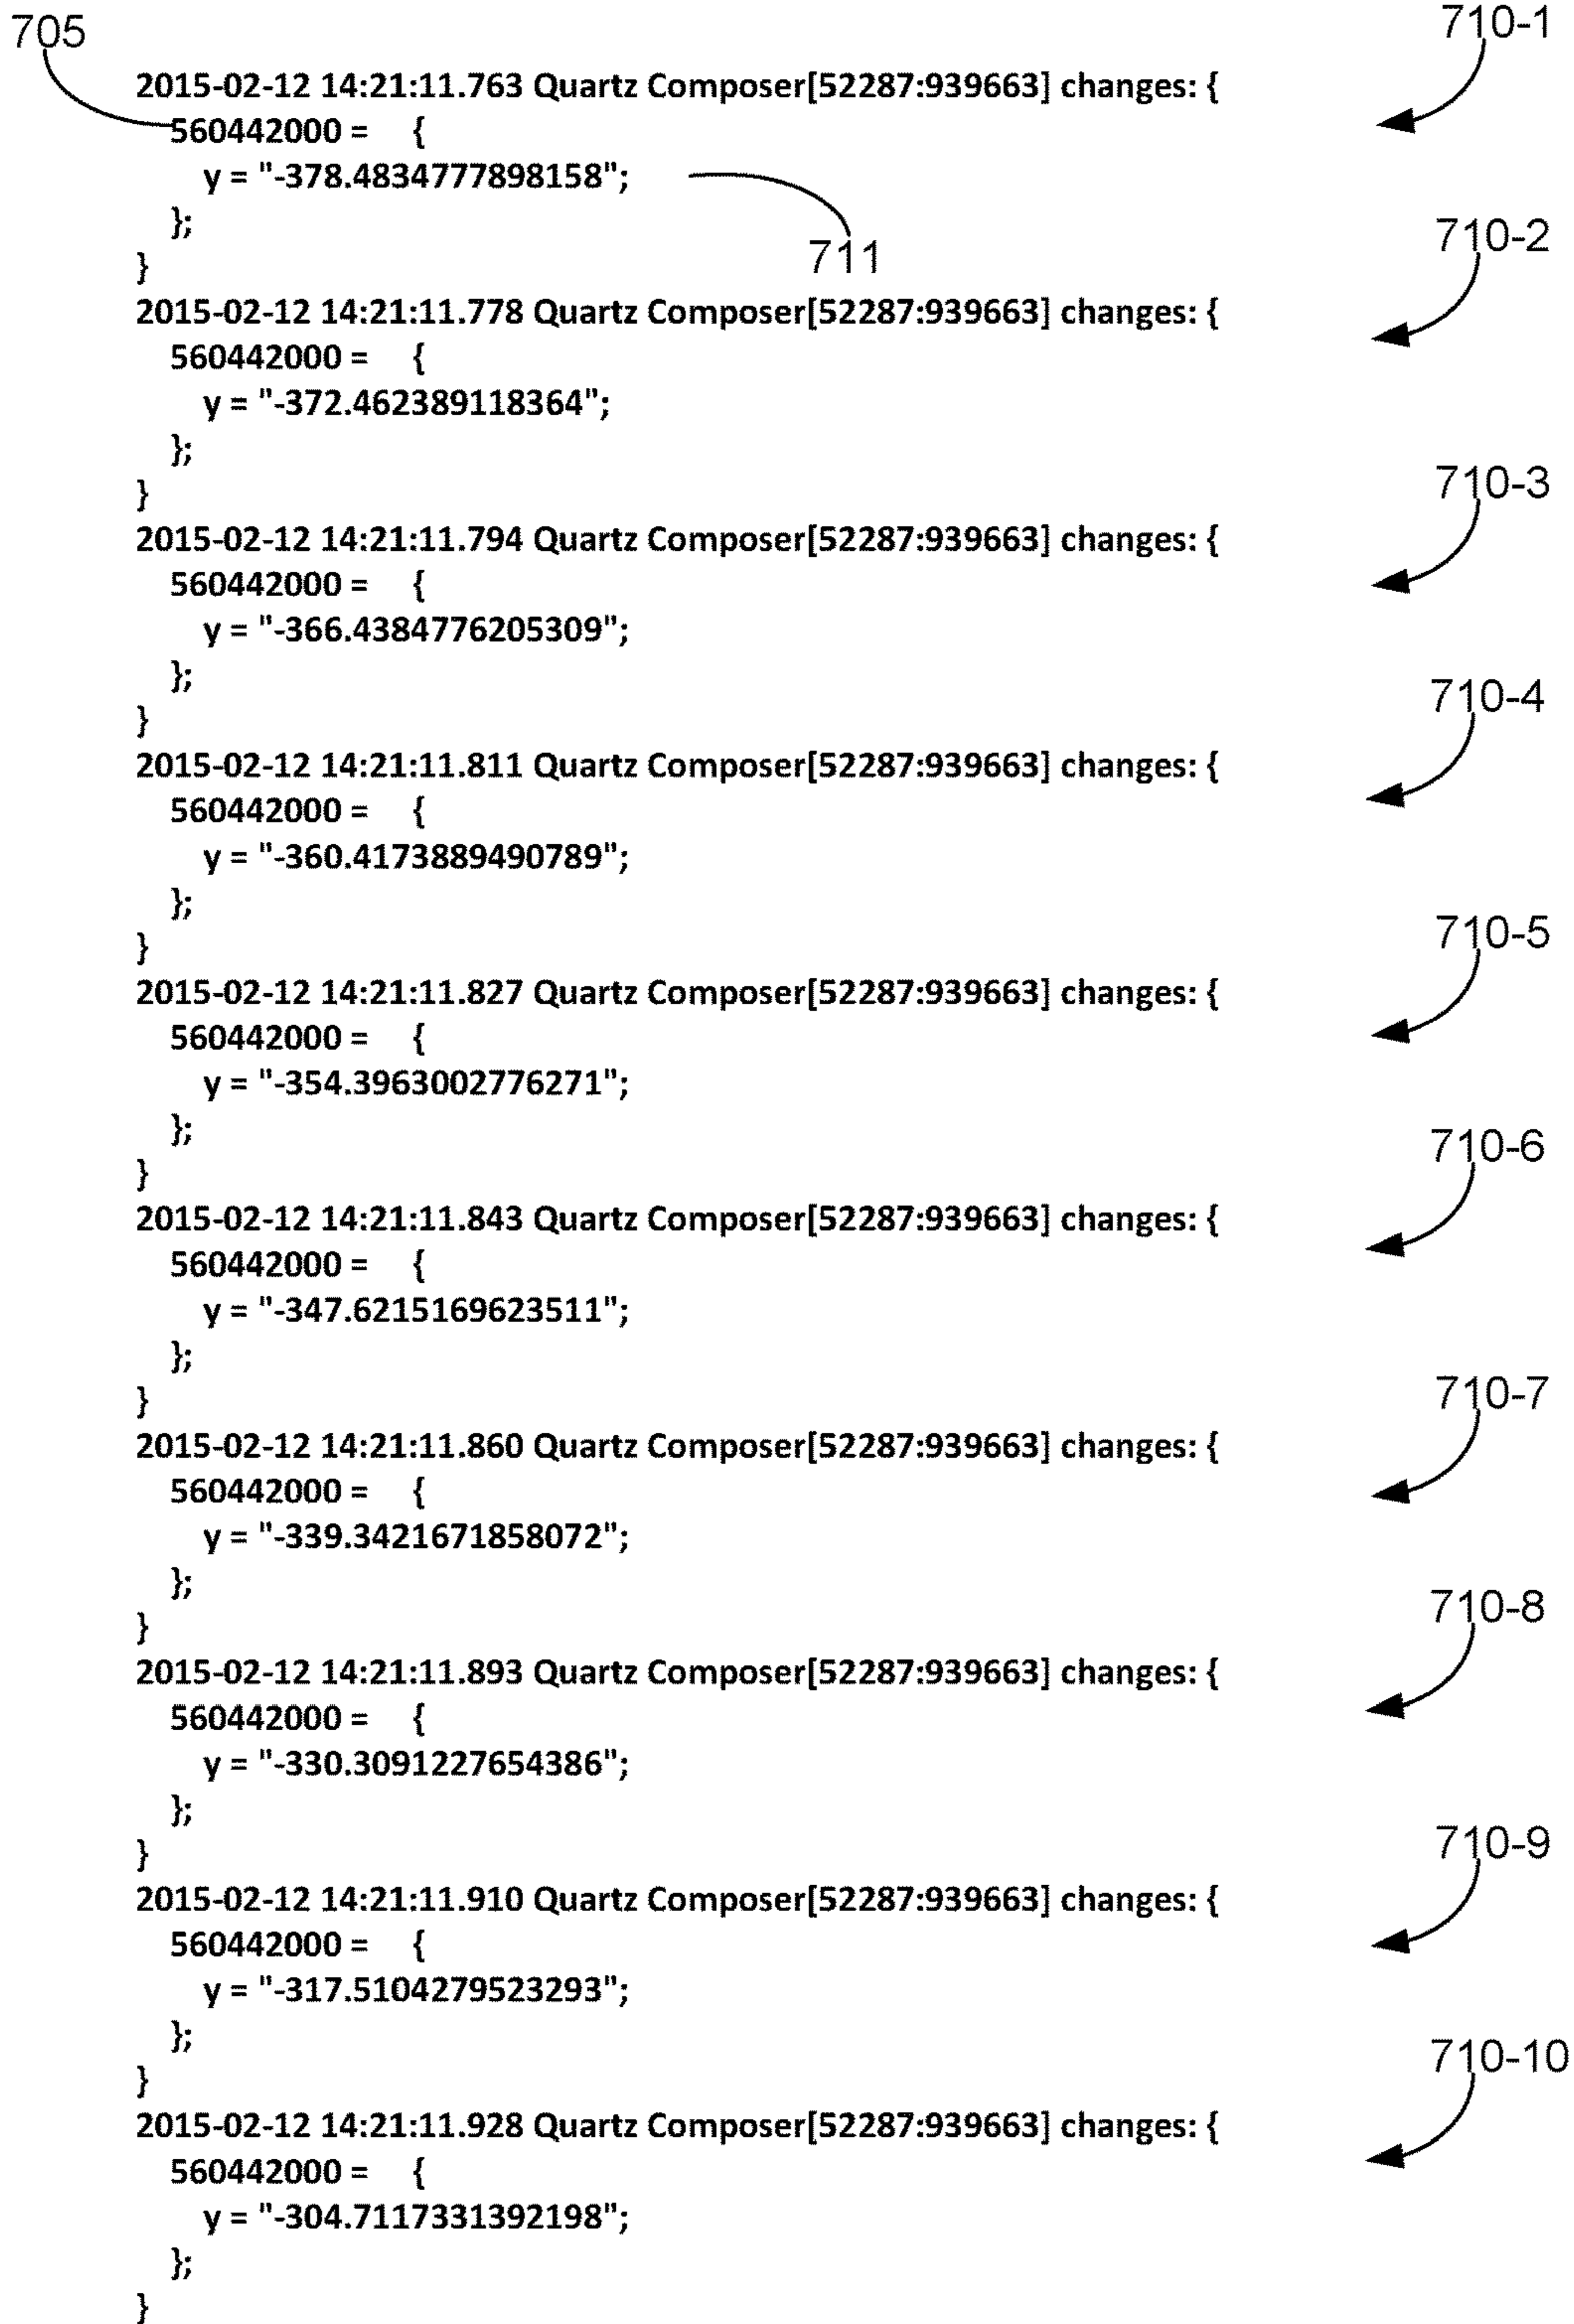 705
710-1
2015-02-12 14:21:11.763 Quartz Composer[52287:939663] changes: {
560442000 = {
y = "-378.4834777898158";
};
711
710-2
}
2015-02-12 14:21:11.778 Quartz Composer[52287:939663] changes: {
560442000 = {
y = "-372.462389118364";
};
710-3
}
2015-02-12 14:21:11.794 Quartz Composer[52287:939663] changes: {
560442000 = {
y = "-366.4384776205309";
};
710-4
}
2015-02-12 14:21:11.811 Quartz Composer[52287:939663] changes: {
560442000 = {
y = "-360.4173889490789";
};
710-5
}
2015-02-12 14:21:11.827 Quartz Composer[52287:939663] changes: {
560442000 = {
y = "-354.3963002776271";
};
710-6
}
2015-02-12 14:21:11.843 Quartz Composer[52287:939663] changes: {
560442000 = {
y = "-347.6215169623511";
};
710-7
}
2015-02-12 14:21:11.860 Quartz Composer[52287:939663] changes: {
560442000 = {
y = "-339.3421671858072";
};
710-8
}
2015-02-12 14:21:11.893 Quartz Composer[52287:939663] changes: {
560442000 = {
y = "-330.3091227654386";
};
710-9
}
2015-02-12 14:21:11.910 Quartz Composer[52287:939663] changes: {
560442000 = {
y = "-317.5104279523293";
};
710-10
}
2015-02-12 14:21:11.928 Quartz Composer[52287:939663] changes: {
560442000 = {
y = "-304.7117331392198";
};
}